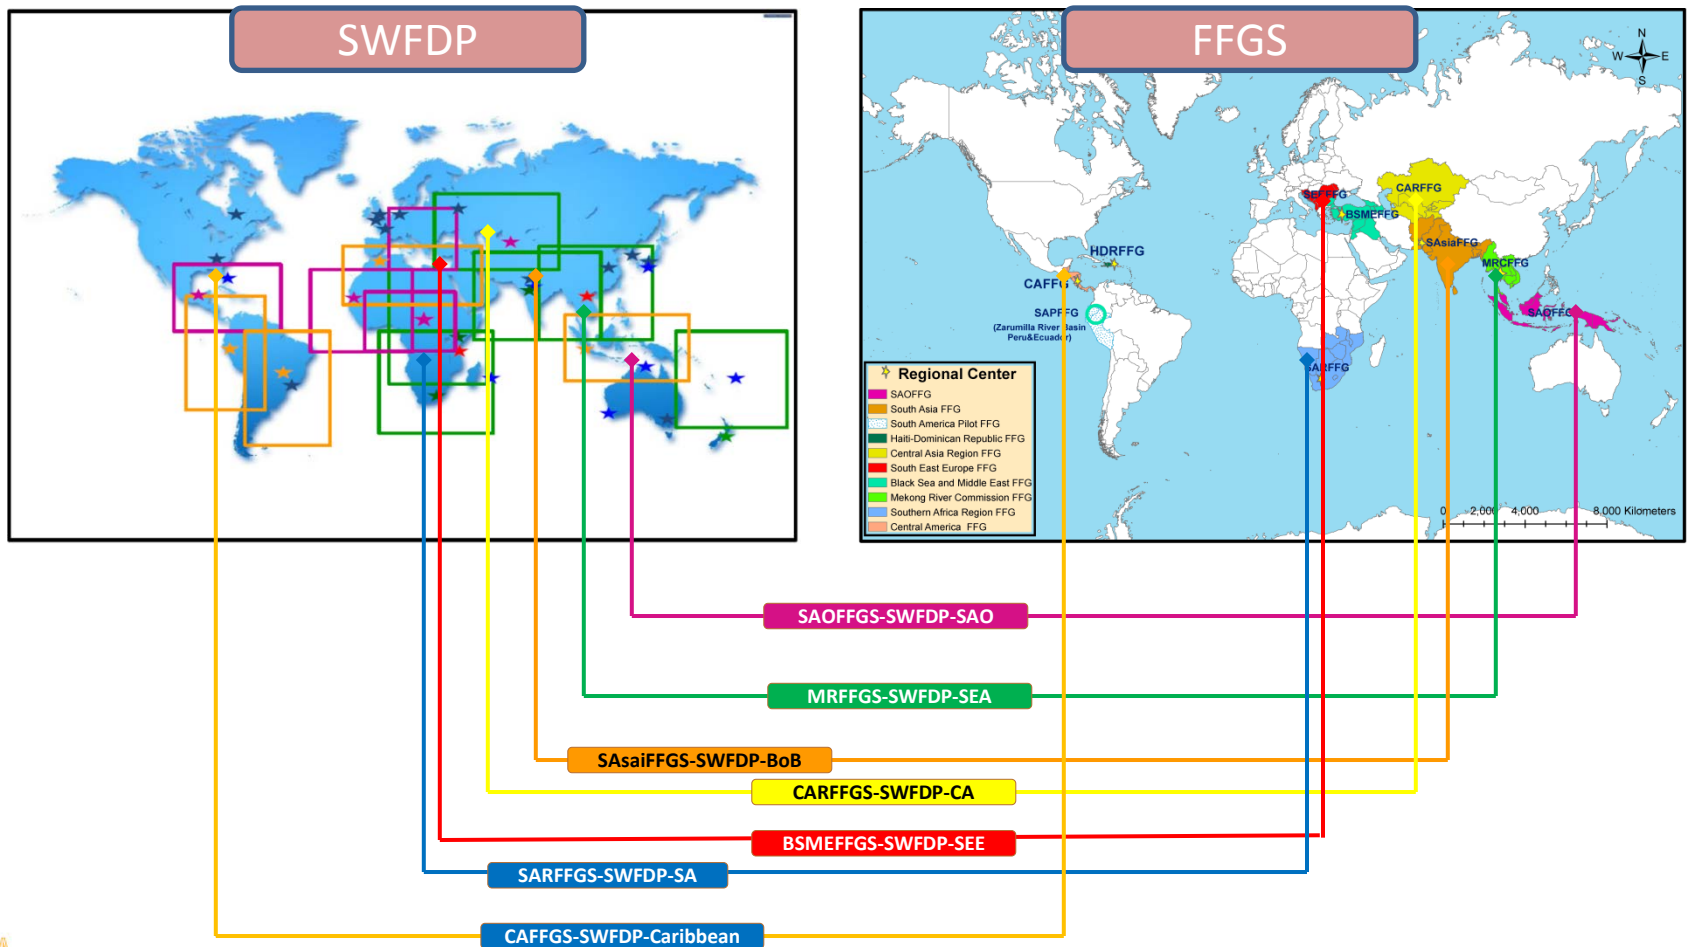 SWFDP
FFGS
N
W
E
S
SEEFFG
CARFFG
BSMEFFG
SAsiaFFG
HDRFFG
MRCFFG
CAFFG
SAPFFG
(Zarumilla River Basin
Peru&Ecuador)
SAOFFG
SARFFG
Regional Center
SAOFFG
South Asia FFG
South America Pilot FFG
Haiti-Dominican Republic FFG
Central Asia Region FFG
South East Europe FFG
Black Sea and Middle East FFG
Mekong River Commission FFG
Southern Africa Region FFG
Central America FFG
0 2,000 4,000 8,000 Kilometers
SAOFFGS-SWFDP-SAO
MRFFGS-SWFDP-SEA
SAsaiFFGS-SWFDP-BoB
CARFFGS-SWFDP-CA
BSMEFFGS-SWFDP-SEE
SARFFGS-SWFDP-SA
CAFFGS-SWFDP-Caribbean